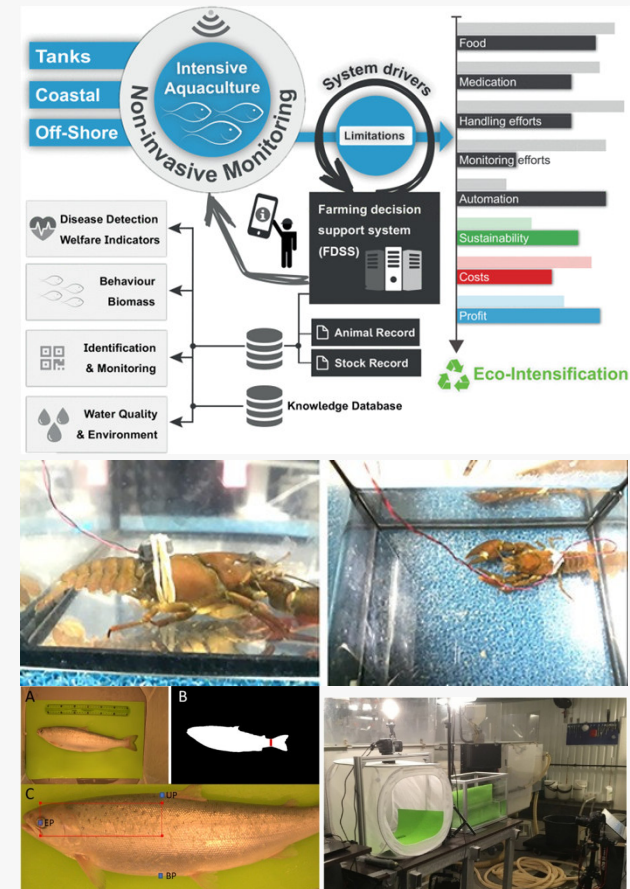 Tanks
Coastal
Off-Shore
Non-invasive Monitoring
Intensive
Aquaculture
System drivers
Limitations
Farming decision
support system
(FDSS)
Animal Record
Stock Record
Knowledge Database
Disease Detection
Welfare Indicators
Behaviour
Biomass
Identification
& Monitoring
Water Quality
& Environment
Food
Medication
Handling efforts
Monitoring efforts
Automation
Sustainability
Costs
Profit
Eco-Intensification
A
B
C
UP
EP
BP